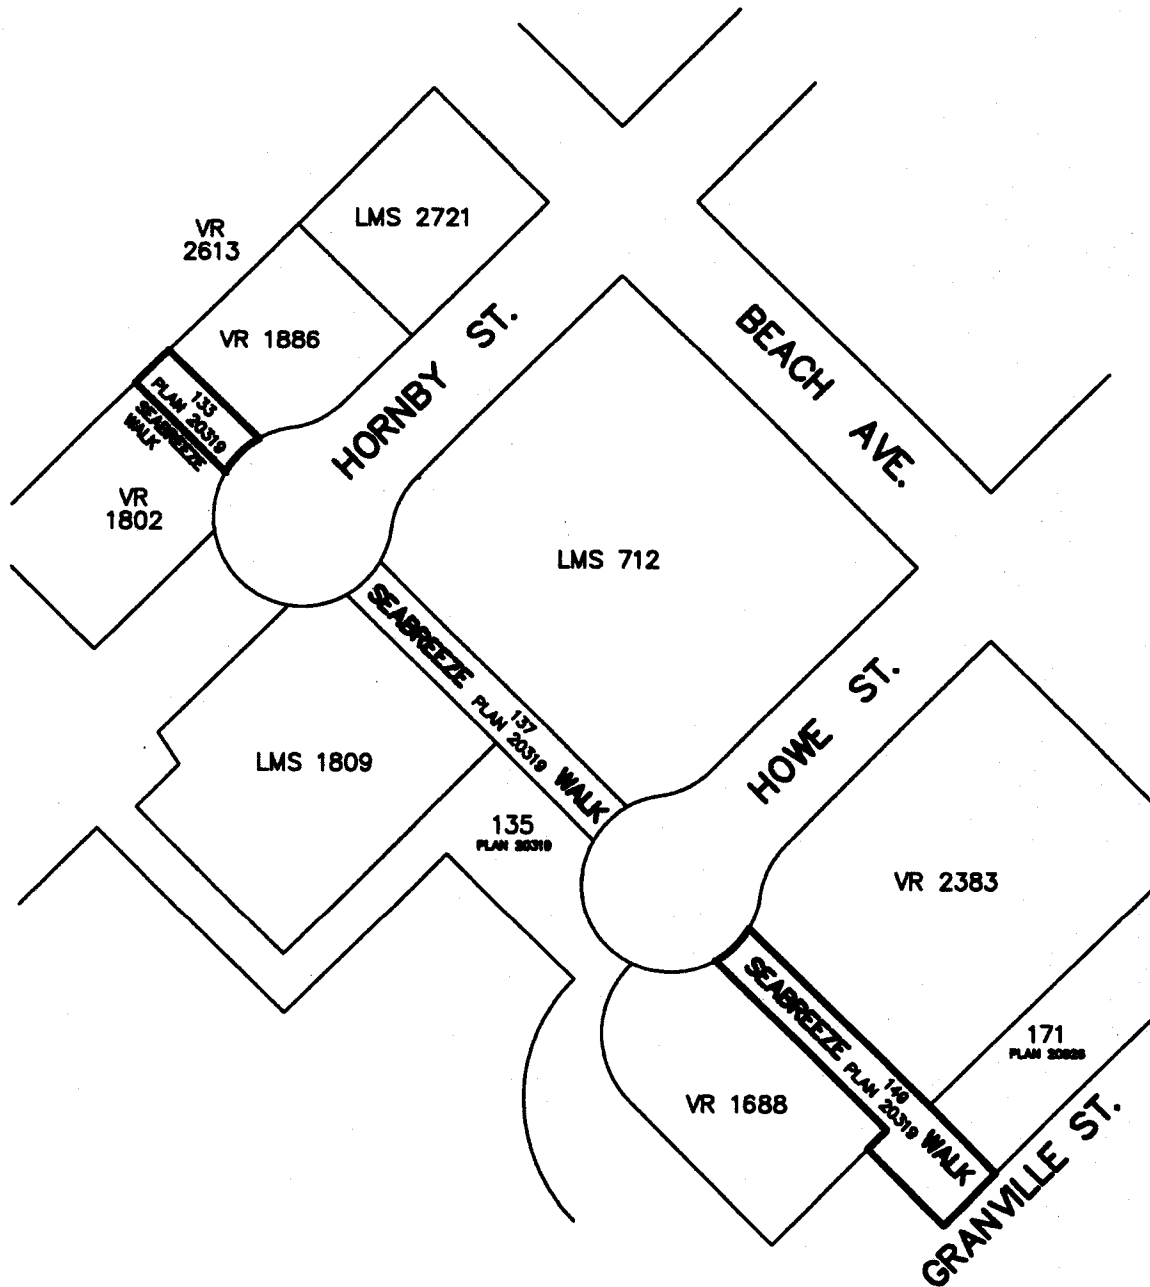 VR
2613
LMS 2721
VR 1886
HORNBY ST.
BEACH AVE.
133
PLAN 20319
SEABREEZE
WALK
VR
1802
LMS 712
SEABREEZE WALK
137
PLAN 20319
LMS 1809
HOWE ST.
135
PLAN 20319
VR 2383
SEABREEZE WALK
PLAN 20319
171
VR 1688
GRANVILLE ST.